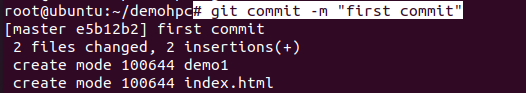 root@ubuntu:~/demohpc# git commit -m "first commit"
[master e5b12b2] first commit
 2 files changed, 2 insertions(+)
 create mode 100644 demo1
 create mode 100644 index.html